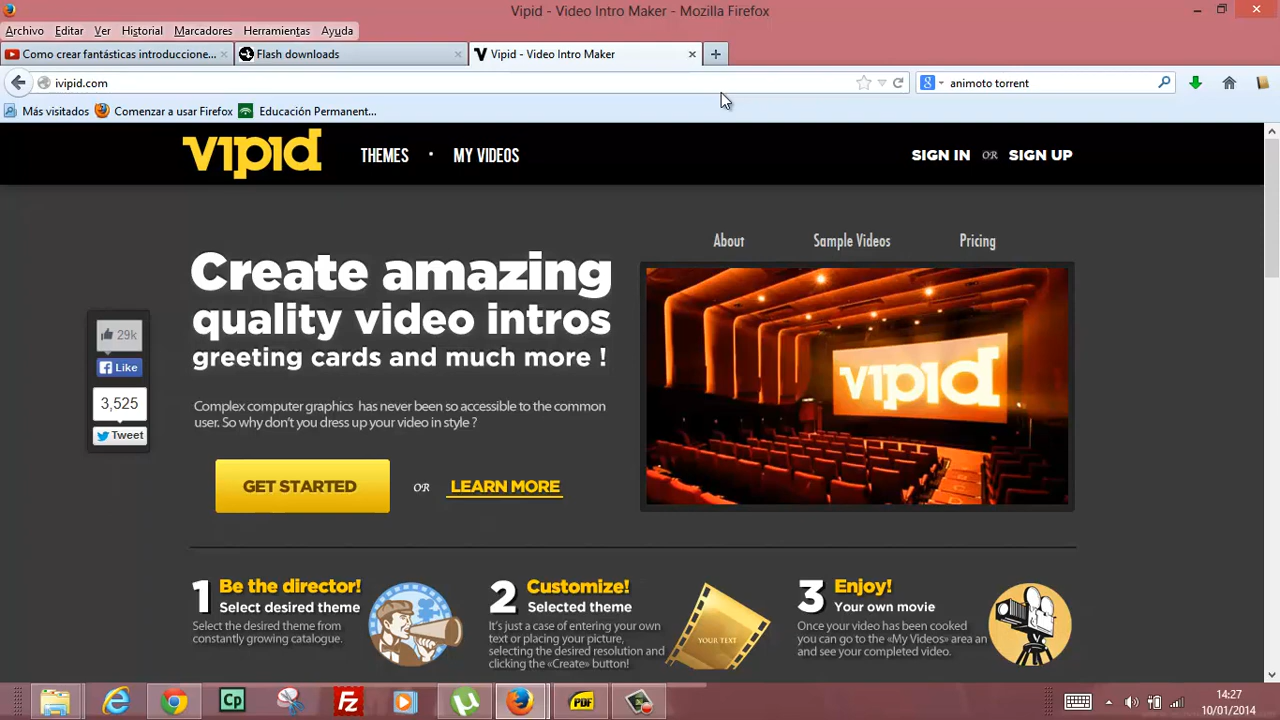 Vipid - Video Intro Maker - Mozilla Firefox
Archivo Editar Ver Historial Marcadores Herramientas Ayuda
Como crear fantásticas introduccione... Flash downloads Vipid - Video Intro Maker
ivipid.com animoto torrent
Más visitados Comenzar a usar Firefox Educación Permanent...
vipid THEMES • MY VIDEOS SIGN IN OR SIGN UP
About Sample Videos Pricing
Create amazing
quality video intros
greeting cards and much more !
29k
Like
3,525
Tweet
Complex computer graphics has never been so accessible to the common
user. So why don't you dress up your video in style ?
GET STARTED OR LEARN MORE
vipid
1 Be the director!
Select desired theme
Select the desired theme from
constantly growing catalogue.
2 Customize!
Selected theme
It's just a case of entering your own
text or placing your picture,
selecting the desired resolution and
clicking the «Create» button!
YOUR TEXT
3 Enjoy!
Your own movie
Once your video has been cooked
you can go to the «My Videos» area an
and see your completed video.
Cp Fz PDF
14:27
10/01/2014